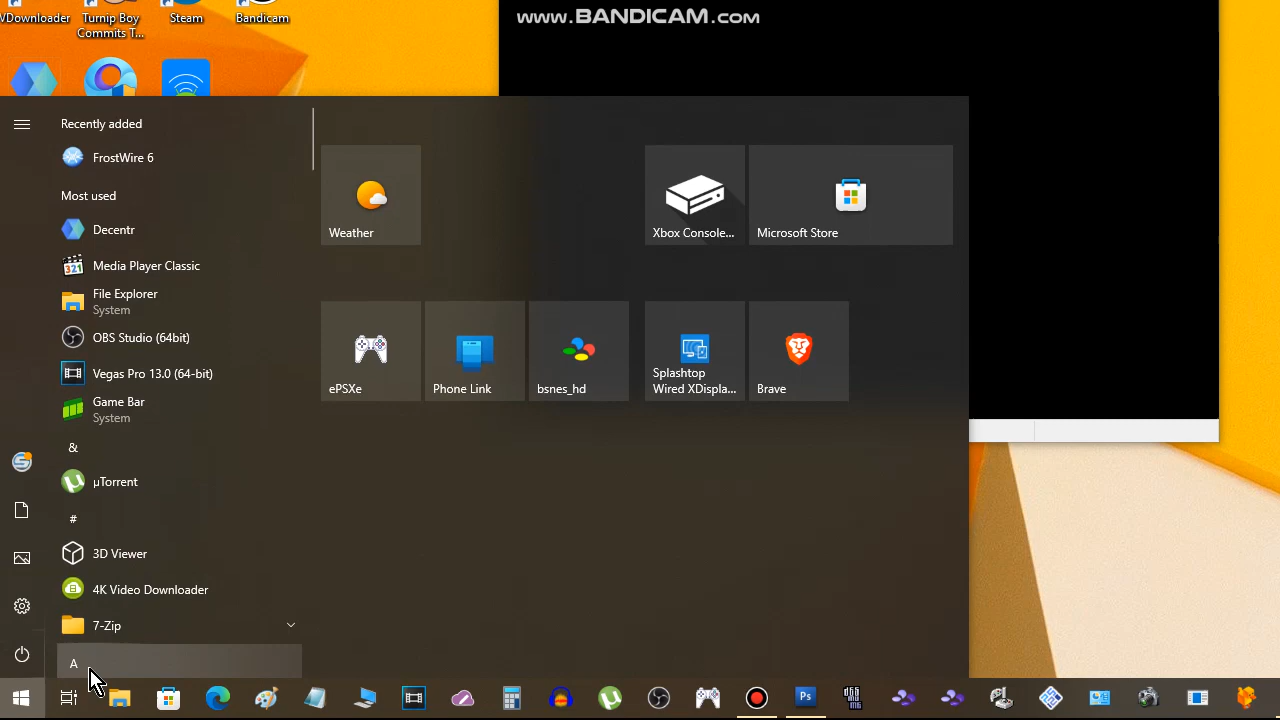 VDownloader
Turnip Boy
Commits T...
Steam
Bandicam
www.BANDICAM.com
Recently added
FrostWire 6
Most used
Decentr
Media Player Classic
File Explorer
System
OBS Studio (64bit)
Vegas Pro 13.0 (64-bit)
Game Bar
System
&
µTorrent
#
3D Viewer
4K Video Downloader
7-Zip
A
Weather
Xbox Console...
Microsoft Store
ePSXe
Phone Link
bsnes_hd
Splashtop
Wired XDispla...
Brave
Ps